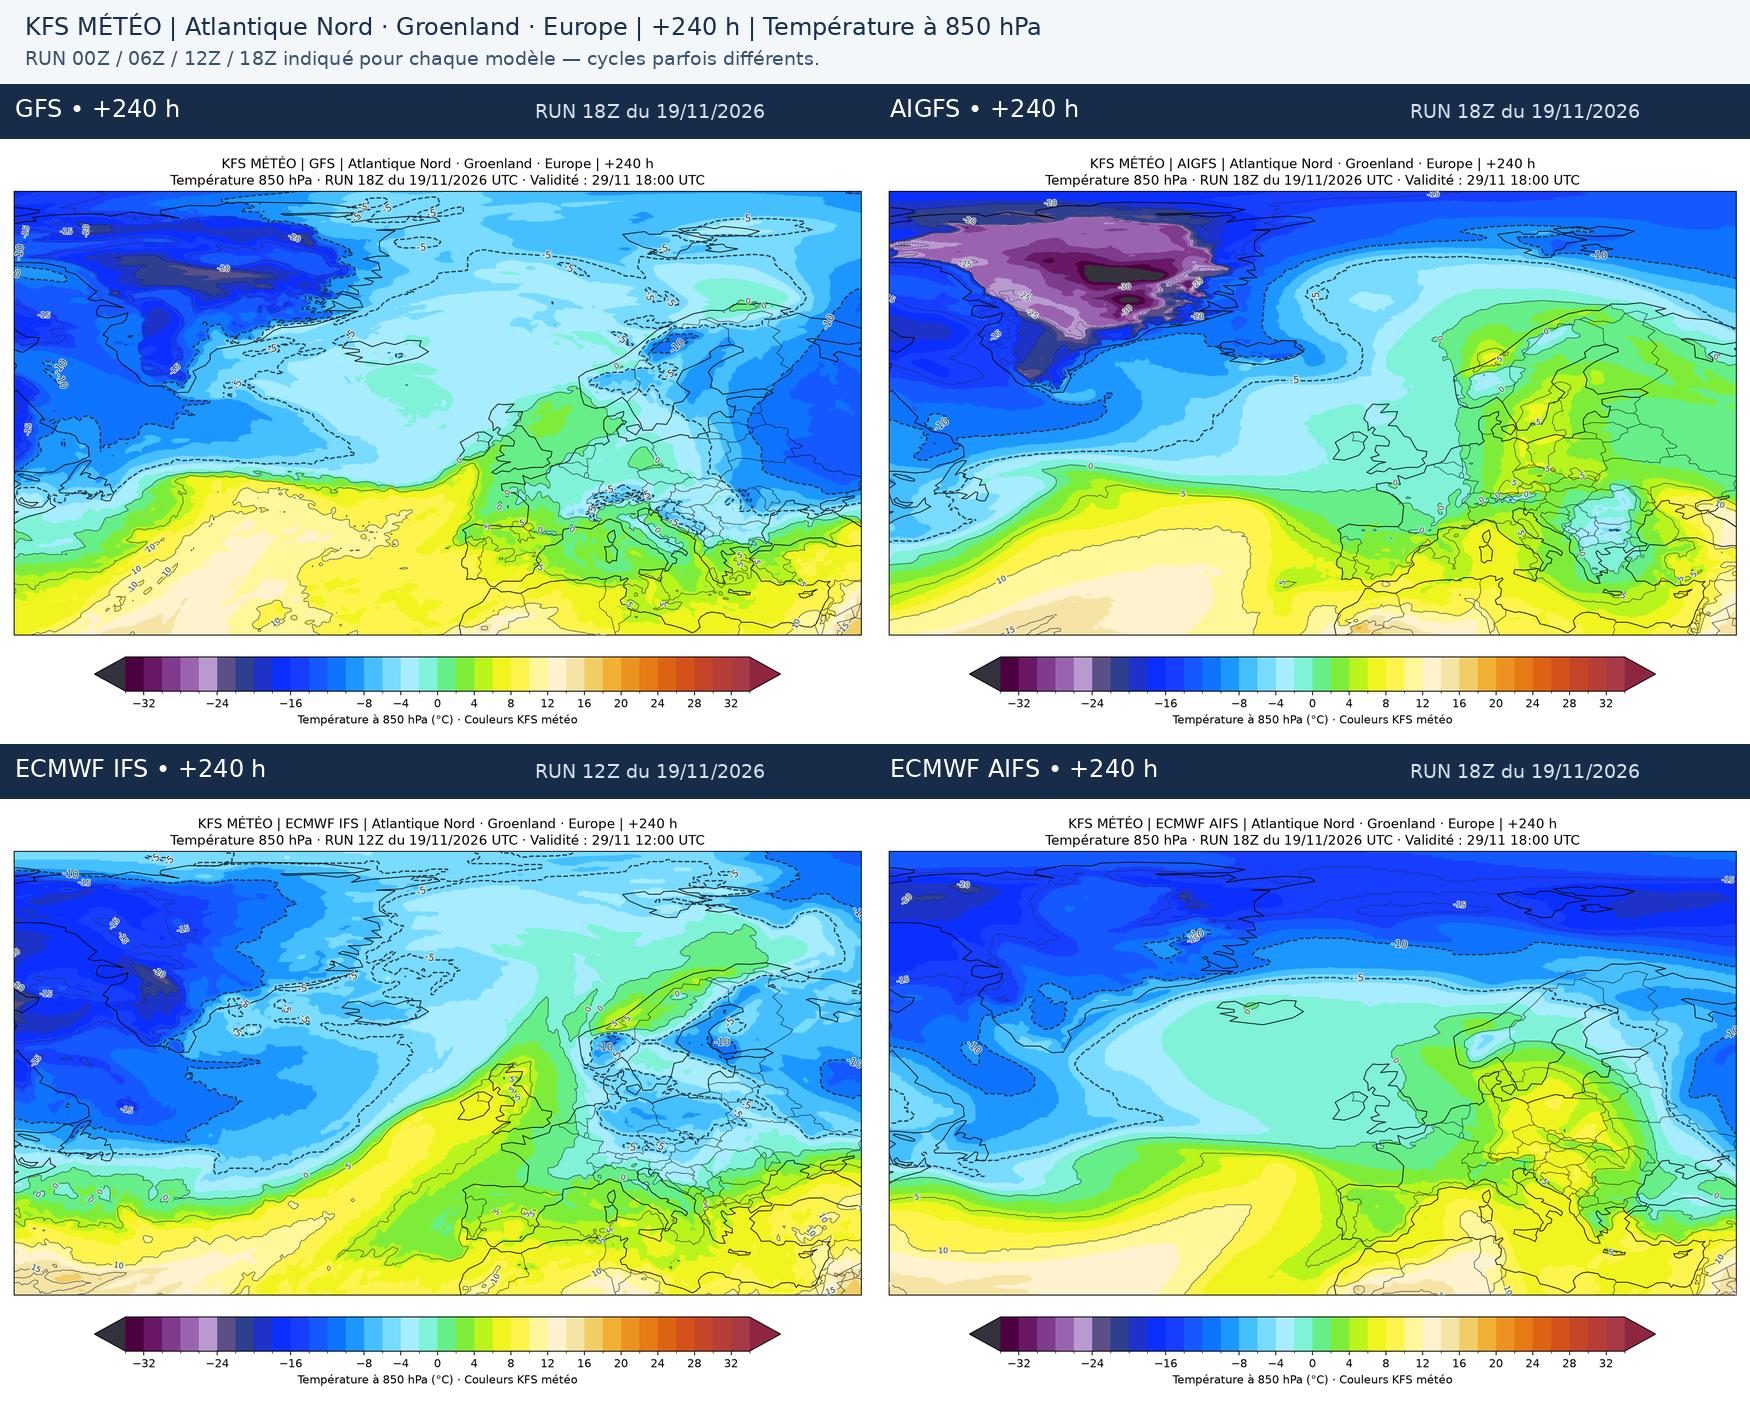 KFS MÉTÉO | Atlantique Nord · Groenland · Europe | +240 h | Température à 850 hPa
RUN 00Z / 06Z / 12Z / 18Z indiqué pour chaque modèle — cycles parfois différents.
GFS • +240 h
RUN 18Z du 19/11/2026
AIGFS • +240 h
RUN 18Z du 19/11/2026
KFS MÉTÉO | GFS | Atlantique Nord · Groenland · Europe | +240 h
Température 850 hPa · RUN 18Z du 19/11/2026 UTC · Validité : 29/11 18:00 UTC
KFS MÉTÉO | AIGFS | Atlantique Nord · Groenland · Europe | +240 h
Température 850 hPa · RUN 18Z du 19/11/2026 UTC · Validité : 29/11 18:00 UTC
−32 −24 −16 −8 −4 0 4 8 12 16 20 24 28 32
Température à 850 hPa (°C) · Couleurs KFS météo
−32 −24 −16 −8 −4 0 4 8 12 16 20 24 28 32
Température à 850 hPa (°C) · Couleurs KFS météo
ECMWF IFS • +240 h
RUN 12Z du 19/11/2026
ECMWF AIFS • +240 h
RUN 18Z du 19/11/2026
KFS MÉTÉO | ECMWF IFS | Atlantique Nord · Groenland · Europe | +240 h
Température 850 hPa · RUN 12Z du 19/11/2026 UTC · Validité : 29/11 12:00 UTC
KFS MÉTÉO | ECMWF AIFS | Atlantique Nord · Groenland · Europe | +240 h
Température 850 hPa · RUN 18Z du 19/11/2026 UTC · Validité : 29/11 18:00 UTC
−32 −24 −16 −8 −4 0 4 8 12 16 20 24 28 32
Température à 850 hPa (°C) · Couleurs KFS météo
−32 −24 −16 −8 −4 0 4 8 12 16 20 24 28 32
Température à 850 hPa (°C) · Couleurs KFS météo